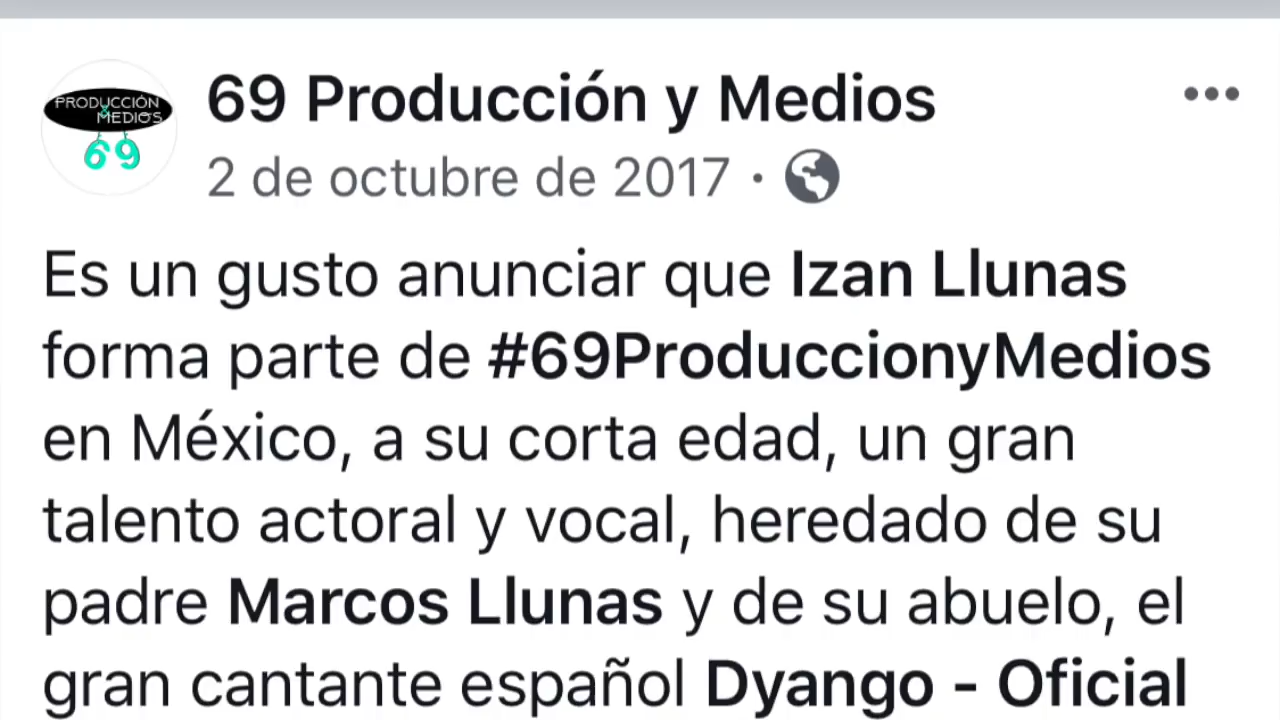 PRODUCCIÓN
& MEDIOS
69
69 Producción y Medios
2 de octubre de 2017 ·
Es un gusto anunciar que Izan Llunas
forma parte de #69ProduccionyMedios
en México, a su corta edad, un gran
talento actoral y vocal, heredado de su
padre Marcos Llunas y de su abuelo, el
gran cantante español Dyango - Oficial